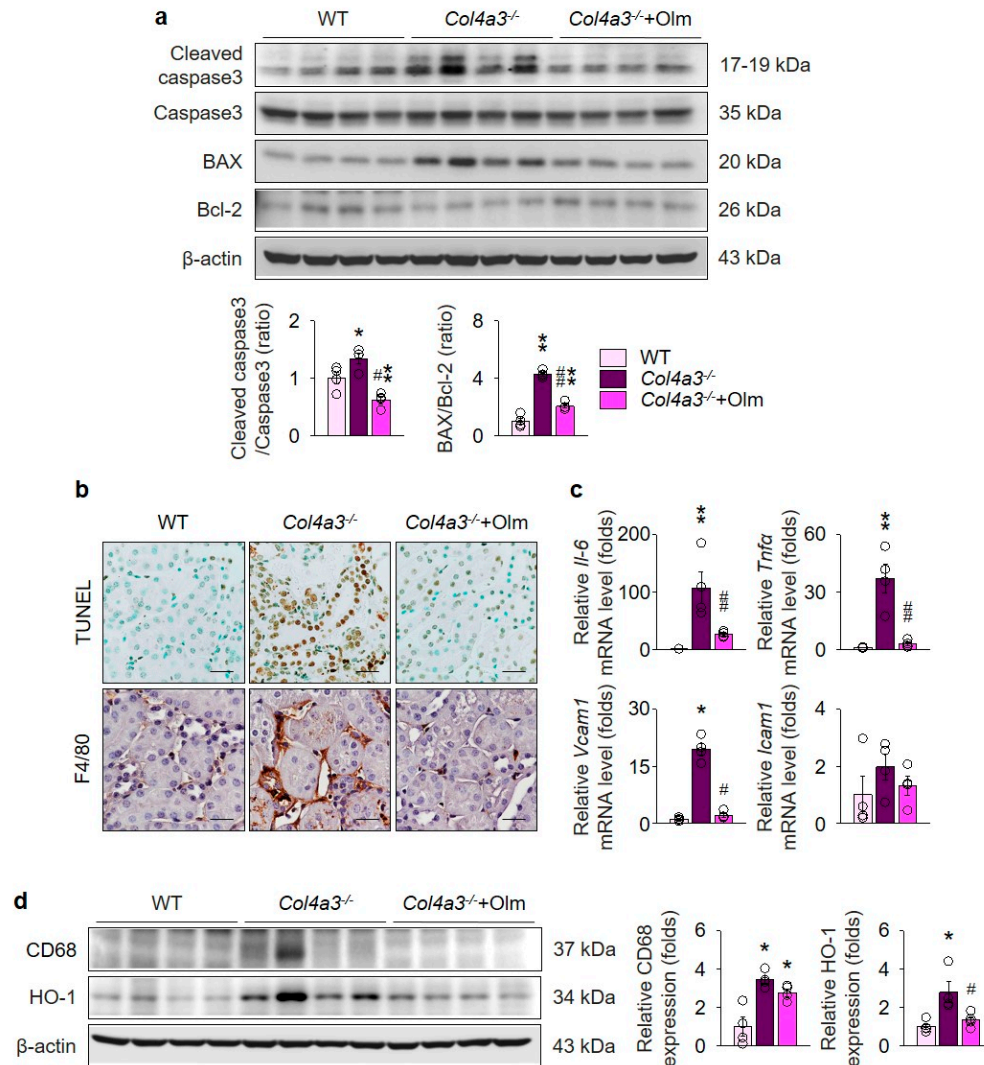 a
WT Col4a3-/- Col4a3-/-+Olm
Cleaved
caspase3
17-19 kDa
Caspase3 35 kDa
BAX 20 kDa
Bcl-2 26 kDa
β-actin 43 kDa
Cleaved caspase3
/Caspase3 (ratio)
2
1
0
*
#**
BAX/Bcl-2 (ratio)
8
4
0
**
##**
WT
Col4a3-/-
Col4a3-/-+Olm
b
WT Col4a3-/- Col4a3-/-+Olm
TUNEL
F4/80
c
Relative Il-6
mRNA level (folds)
200
100
0
**
##
Relative Tnfα
mRNA level (folds)
60
30
0
**
##
Relative Vcam1
mRNA level (folds)
30
15
0
*
#
Relative Icam1
mRNA level (folds)
4
2
0
d
WT Col4a3-/- Col4a3-/-+Olm
CD68 37 kDa
HO-1 34 kDa
β-actin 43 kDa
Relative CD68
expression (folds)
6
4
2
0
*
*
Relative HO-1
expression (folds)
6
4
2
0
*
#